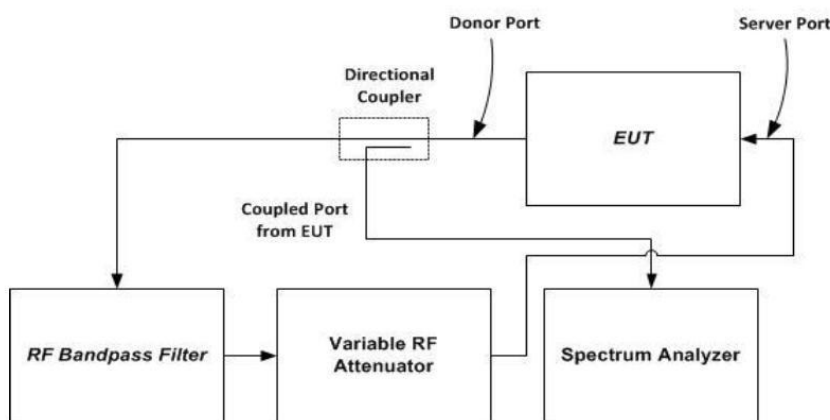 Donor Port
Server Port
Directional
Coupler
EUT
Coupled Port
from EUT
RF Bandpass Filter
Variable RF
Attenuator
Spectrum Analyzer